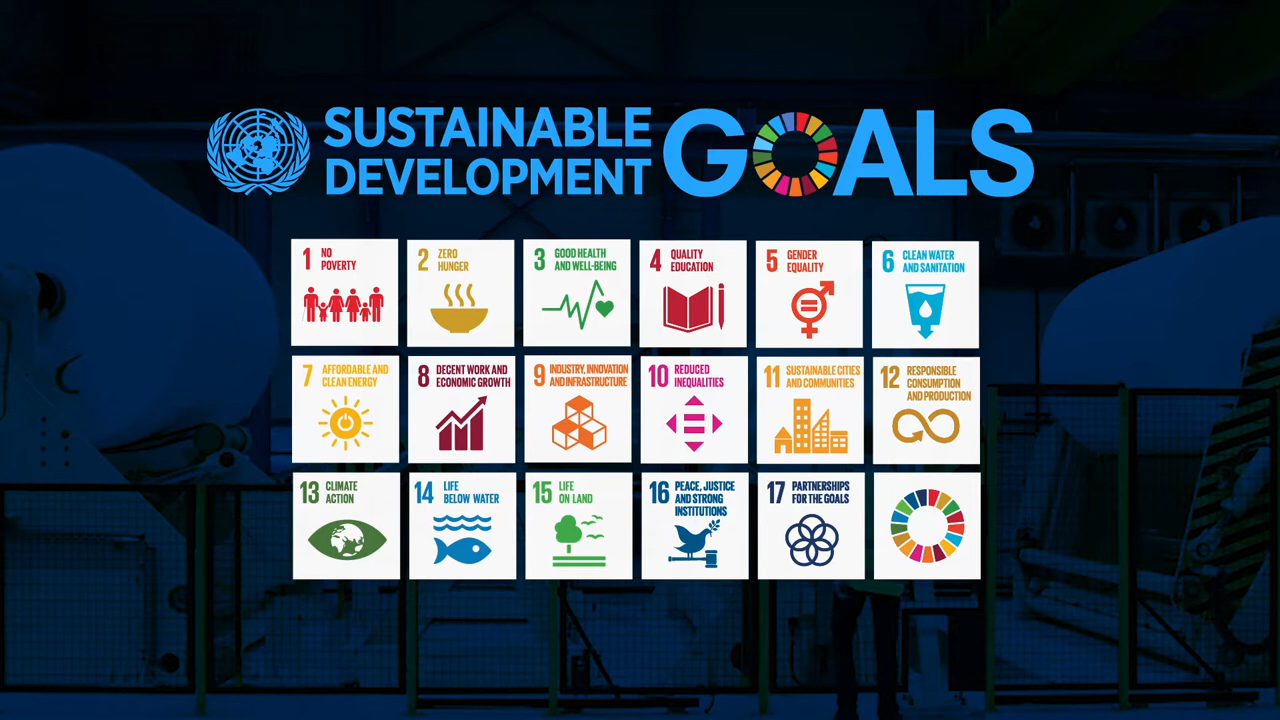 SUSTAINABLE
DEVELOPMENT
GOALS
1 NO
POVERTY
2 ZERO
HUNGER
3 GOOD HEALTH
AND WELL-BEING
4 QUALITY
EDUCATION
5 GENDER
EQUALITY
6 CLEAN WATER
AND SANITATION
7 AFFORDABLE AND
CLEAN ENERGY
8 DECENT WORK AND
ECONOMIC GROWTH
9 INDUSTRY, INNOVATION
AND INFRASTRUCTURE
10 REDUCED
INEQUALITIES
11 SUSTAINABLE CITIES
AND COMMUNITIES
12 RESPONSIBLE
CONSUMPTION
AND PRODUCTION
13 CLIMATE
ACTION
14 LIFE
BELOW WATER
15 LIFE
ON LAND
16 PEACE, JUSTICE
AND STRONG
INSTITUTIONS
17 PARTNERSHIPS
FOR THE GOALS